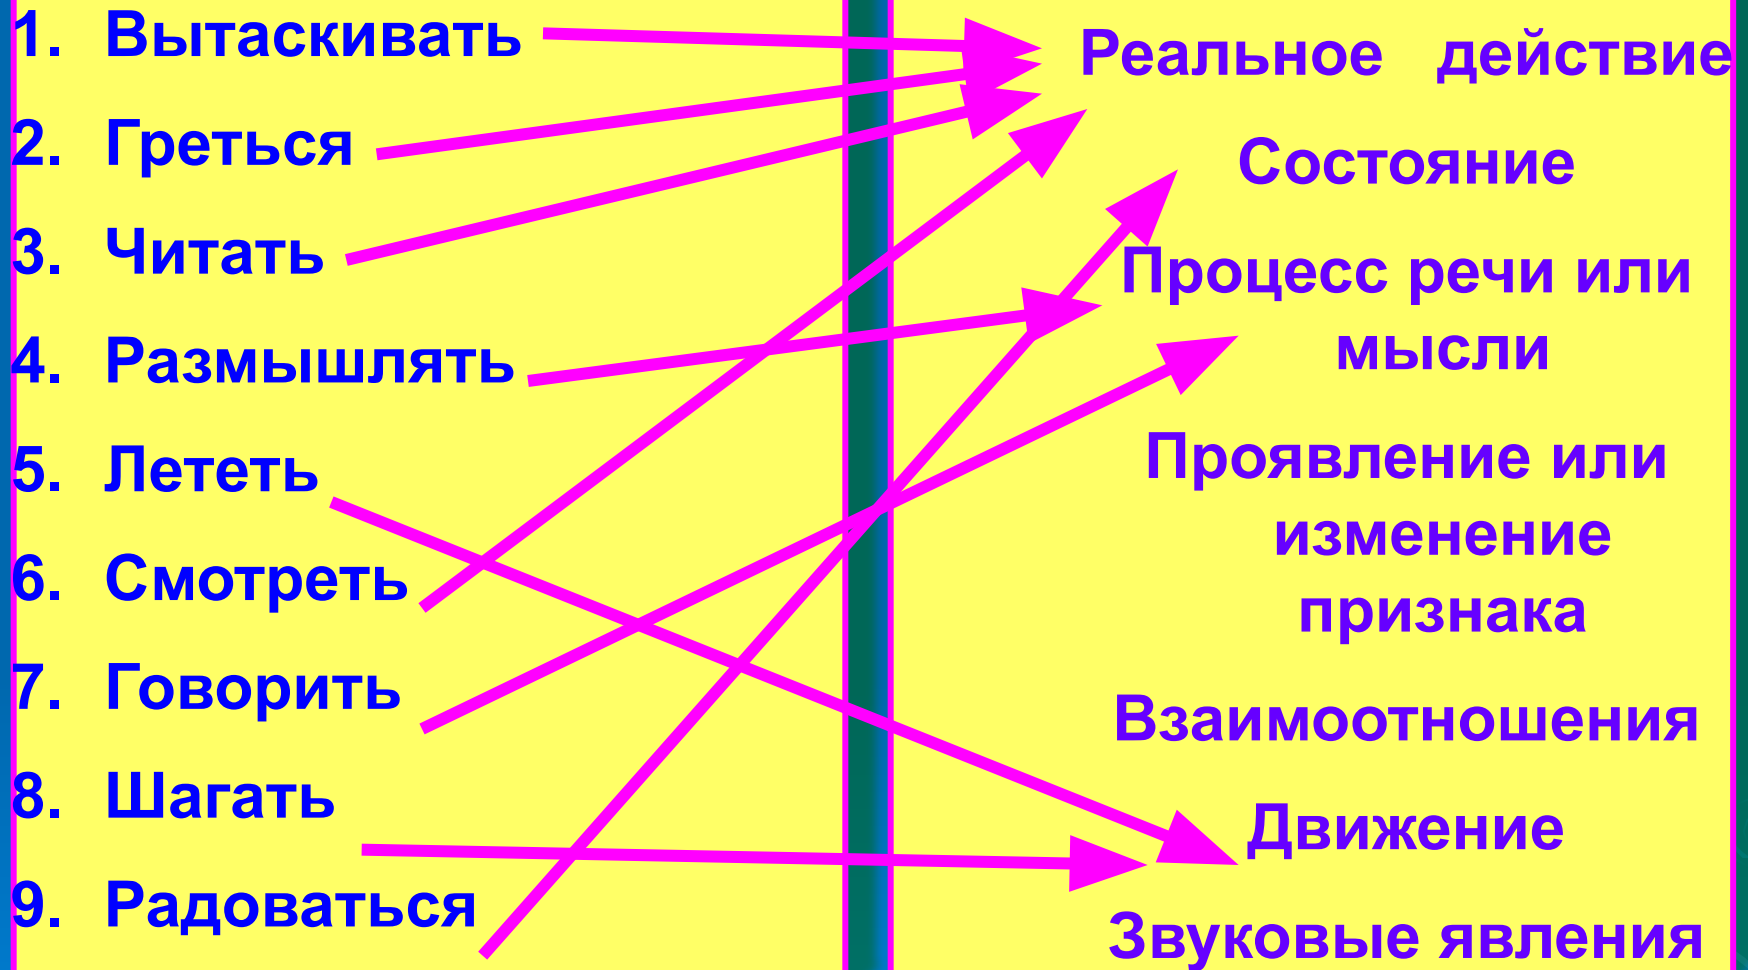 1. Вытаскивать
2. Греться
3. Читать
4. Размышлять
5. Лететь
6. Смотреть
7. Говорить
8. Шагать
9. Радоваться
Реальное действие
Состояние
Процесс речи или
мысли
Проявление или
изменение
признака
Взаимоотношения
Движение
Звуковые явления